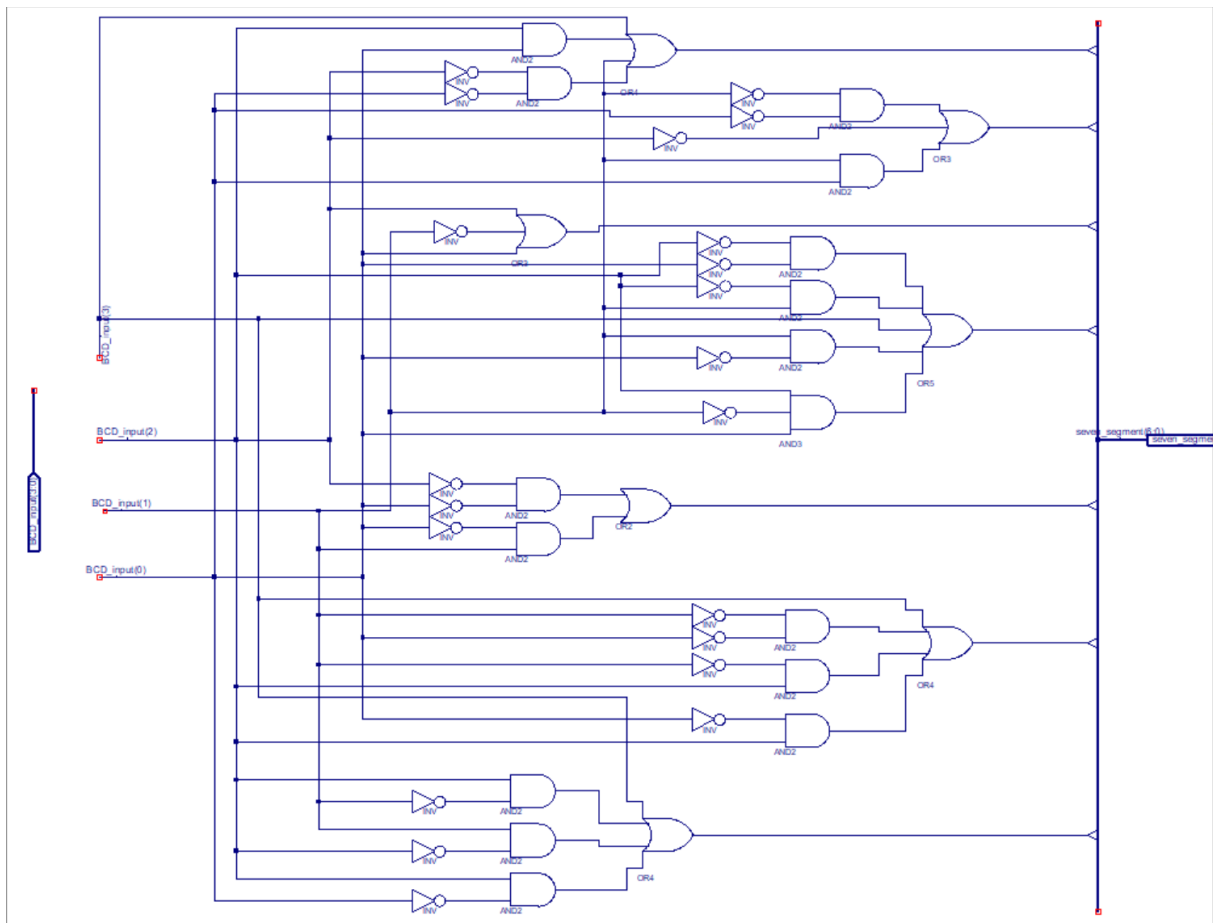 AND2
INV
AND2
INV
OR4
INV
AND2
INV
INV
OR3
AND2
INV
OR3
INV
AND2
INV
INV
AND2
BCD_input(3)
INV
AND2
OR5
INV
AND3
BCD_input(2)
seven_segment(6:0)
seven_segment
BCD_input(3:0)
BCD_input(1)
INV
AND2
INV
OR2
INV
AND2
BCD_input(0)
INV
AND2
INV
INV
AND2
OR4
INV
AND2
INV
AND2
INV
AND2
OR4
INV
AND2